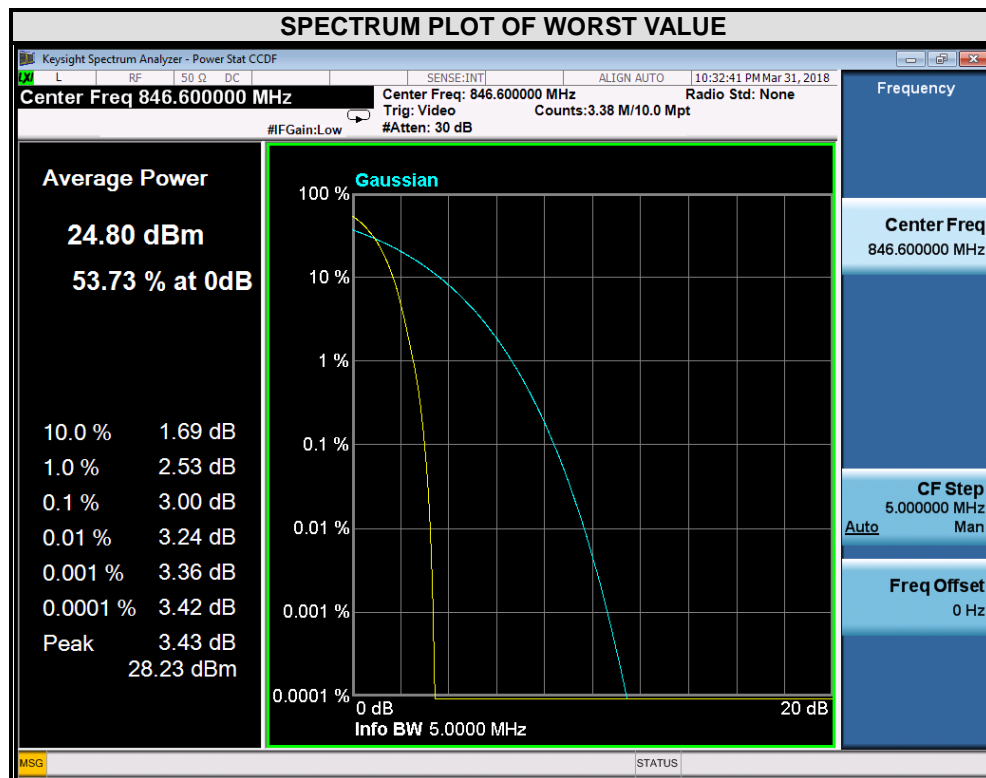 SPECTRUM PLOT OF WORST VALUE
Keysight Spectrum Analyzer - Power Stat CCDF
LXI L RF 50 Ω DC SENSE:INT ALIGN AUTO 10:32:41 PM Mar 31, 2018
Center Freq 846.600000 MHz
Center Freq: 846.600000 MHz Radio Std: None
Trig: Video Counts:3.38 M/10.0 Mpt
#IFGain:Low #Atten: 30 dB
Frequency
Average Power
24.80 dBm
53.73 % at 0dB
10.0 % 1.69 dB
1.0 % 2.53 dB
0.1 % 3.00 dB
0.01 % 3.24 dB
0.001 % 3.36 dB
0.0001 % 3.42 dB
Peak 3.43 dB
28.23 dBm
Gaussian
100 %
10 %
1 %
0.1 %
0.01 %
0.001 %
0.0001 %
0 dB 20 dB
Info BW 5.0000 MHz
Center Freq
846.600000 MHz
CF Step
5.000000 MHz
Auto Man
Freq Offset
0 Hz
MSG STATUS